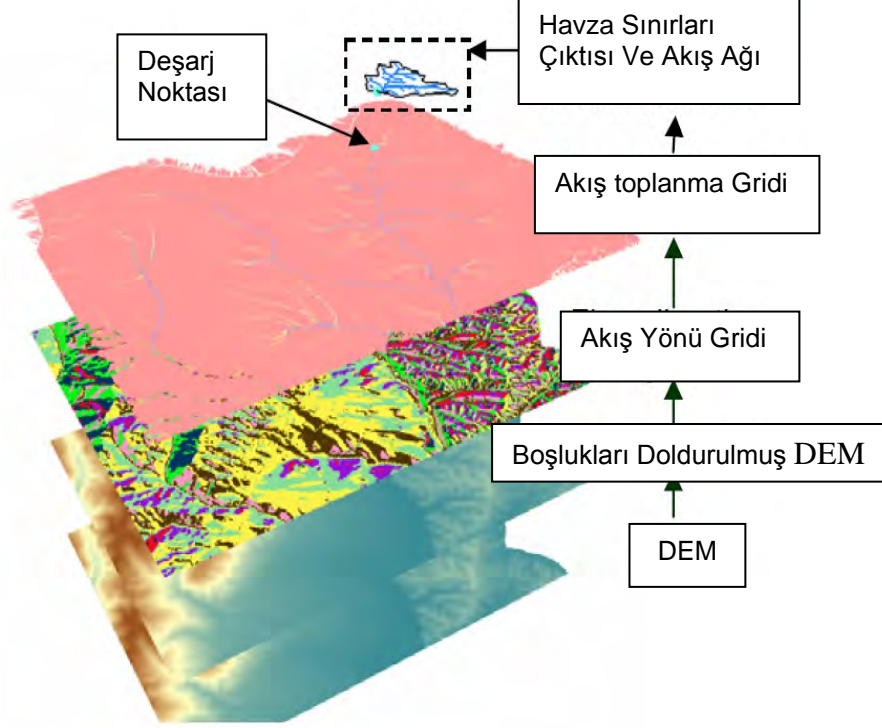 Havza Sınırları
Çıktısı Ve Akış Ağı
Deşarj
Noktası
Akış toplanma Gridi
Akış Yönü Gridi
Boşlukları Doldurulmuş DEM
DEM